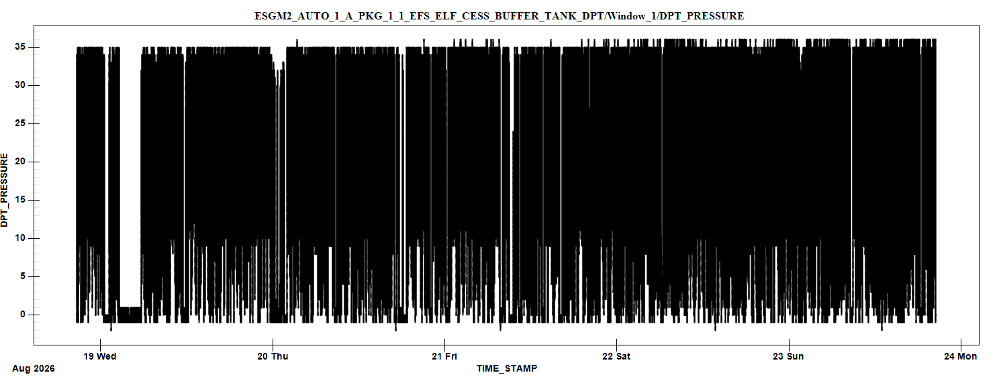 ESGM2_AUTO_1_A_PKG_1_1_EFS_ELF_CESS_BUFFER_TANK_DPT/Window_1/DPT_PRESSURE
35
30
25
20
15
10
5
0
DPT_PRESSURE
19 Wed 20 Thu 21 Fri 22 Sat 23 Sun 24 Mon
Aug 2026 TIME_STAMP